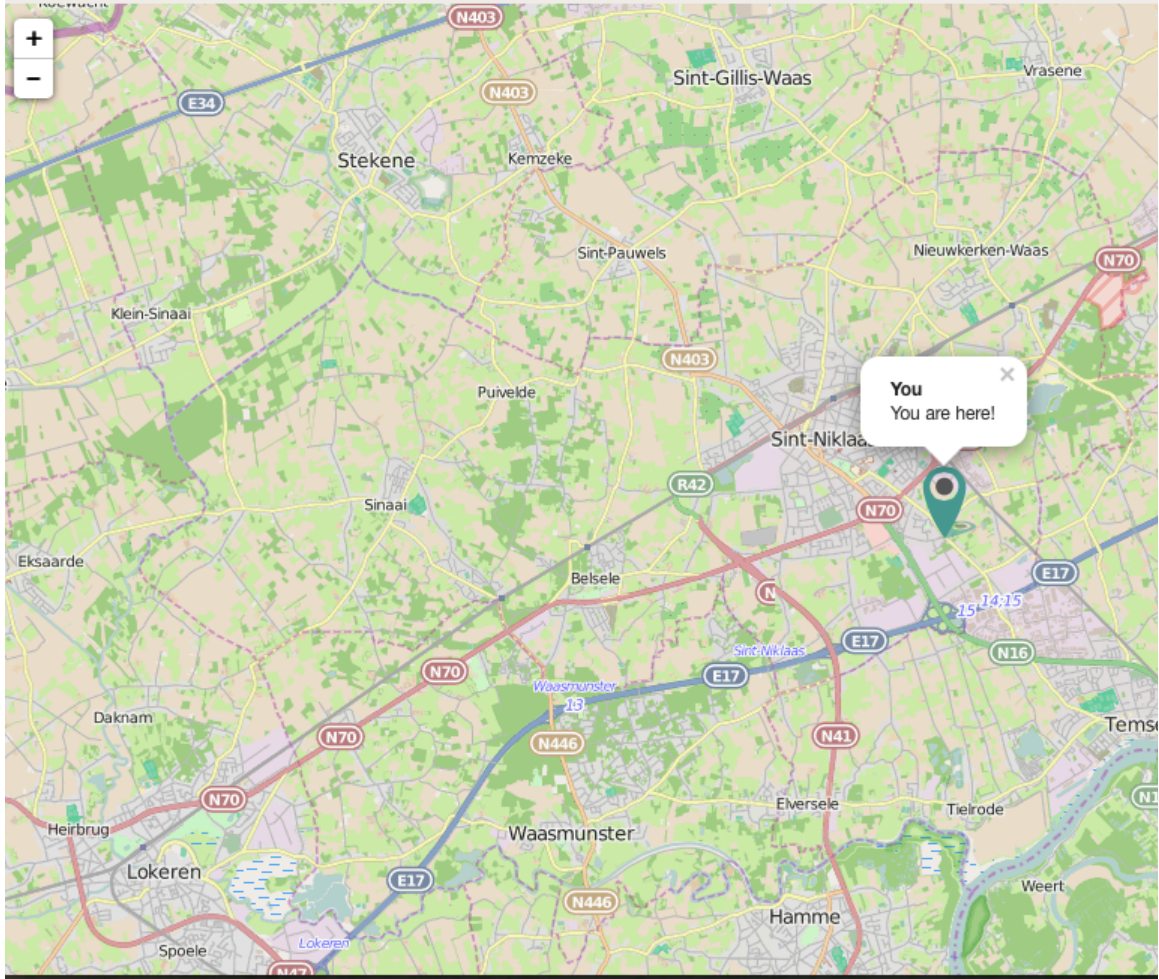 Koewacht
+
−
N403
Sint-Gillis-Waas
Vrasene
E34
N403
Stekene
Kemzeke
Sint-Pauwels
Nieuwkerken-Waas
N70
Klein-Sinaai
N403
Puivelde
You
×
You are here!
Sint-Niklaas
R42
Sinaai
N70
Eksaarde
Belsele
E17
N
15
14;15
Sint-Niklaas
E17
N16
N70
E17
Waasmunster
13
Daknam
Temse
N70
N446
N41
N70
Elversele
Tielrode
N1
Heirbrug
Waasmunster
Lokeren
E17
Weert
N446
Hamme
Lokeren
Spoele
N47